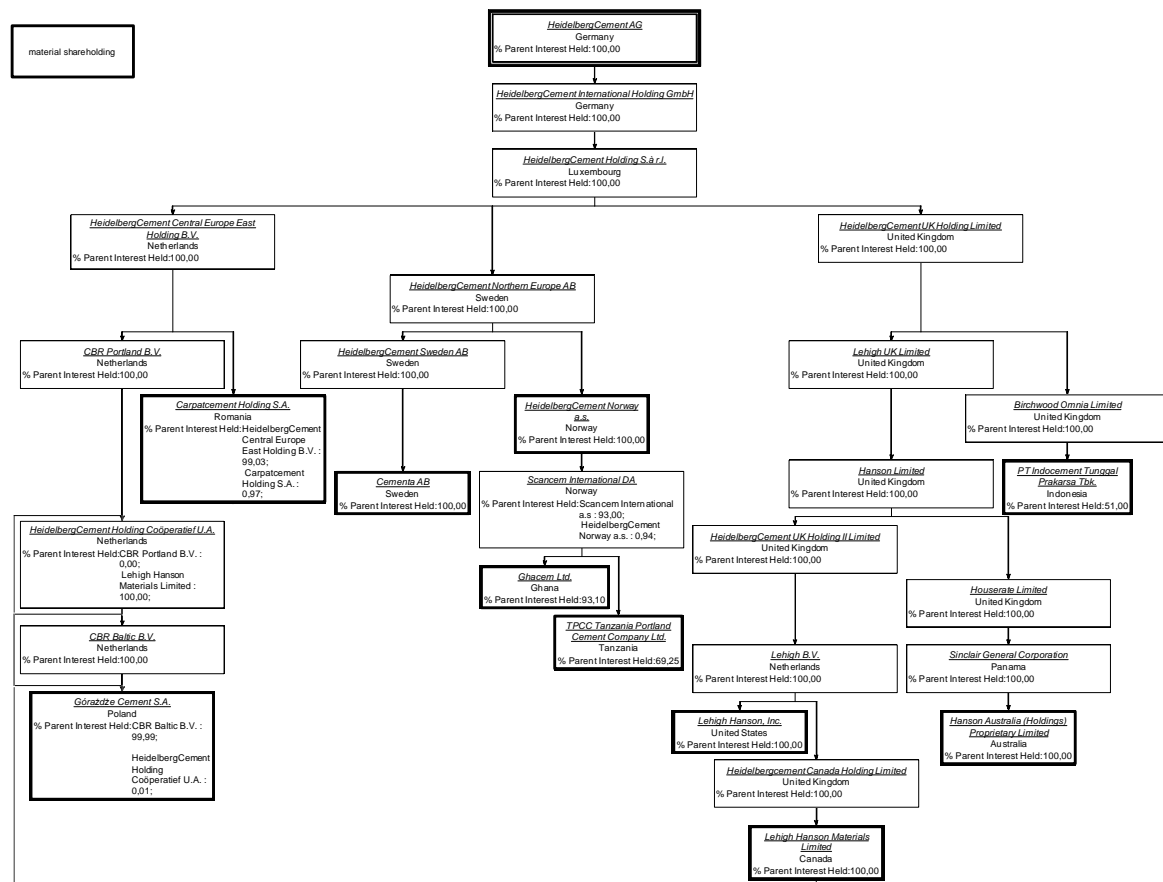 material shareholding
HeidelbergCement AG
Germany
% Parent Interest Held:100,00
HeidelbergCement International Holding GmbH
Germany
% Parent Interest Held:100,00
HeidelbergCement Holding S.à r.l.
Luxembourg
% Parent Interest Held:100,00
HeidelbergCement Central Europe East
Holding B.V.
Netherlands
% Parent Interest Held:100,00
HeidelbergCement UK Holding Limited
United Kingdom
% Parent Interest Held:100,00
HeidelbergCement Northern Europe AB
Sweden
% Parent Interest Held:100,00
CBR Portland B.V.
Netherlands
% Parent Interest Held:100,00
HeidelbergCement Sweden AB
Sweden
% Parent Interest Held:100,00
Lehigh UK Limited
United Kingdom
% Parent Interest Held:100,00
Carpatcement Holding S.A.
Romania
% Parent Interest Held:HeidelbergCement
Central Europe
East Holding B.V. :
99,03;
Carpatcement
Holding S.A. :
0,97;
HeidelbergCement Norway
a.s.
Norway
% Parent Interest Held:100,00
Birchwood Omnia Limited
United Kingdom
% Parent Interest Held:100,00
Cementa AB
Sweden
% Parent Interest Held:100,00
Scancem International DA
Norway
% Parent Interest Held:Scancem International
a.s : 93,00;
HeidelbergCement
Norway a.s. : 0,94;
Hanson Limited
United Kingdom
% Parent Interest Held:100,00
PT Indocement Tunggal
Prakarsa Tbk.
Indonesia
% Parent Interest Held:51,00
HeidelbergCement Holding Coöperatief U.A.
Netherlands
% Parent Interest Held:CBR Portland B.V. :
0,00;
Lehigh Hanson
Materials Limited :
100,00;
HeidelbergCement UK Holding II Limited
United Kingdom
% Parent Interest Held:100,00
Ghacem Ltd.
Ghana
% Parent Interest Held:93,10
Houserate Limited
United Kingdom
% Parent Interest Held:100,00
TPCC Tanzania Portland
Cement Company Ltd.
Tanzania
% Parent Interest Held:69,25
CBR Baltic B.V.
Netherlands
% Parent Interest Held:100,00
Lehigh B.V.
Netherlands
% Parent Interest Held:100,00
Sinclair General Corporation
Panama
% Parent Interest Held:100,00
Górażdże Cement S.A.
Poland
% Parent Interest Held:CBR Baltic B.V. :
99,99;
HeidelbergCement
Holding
Coöperatief U.A. :
0,01;
Lehigh Hanson, Inc.
United States
% Parent Interest Held:100,00
Hanson Australia (Holdings)
Proprietary Limited
Australia
% Parent Interest Held:100,00
Heidelbergcement Canada Holding Limited
United Kingdom
% Parent Interest Held:100,00
Lehigh Hanson Materials
Limited
Canada
% Parent Interest Held:100,00